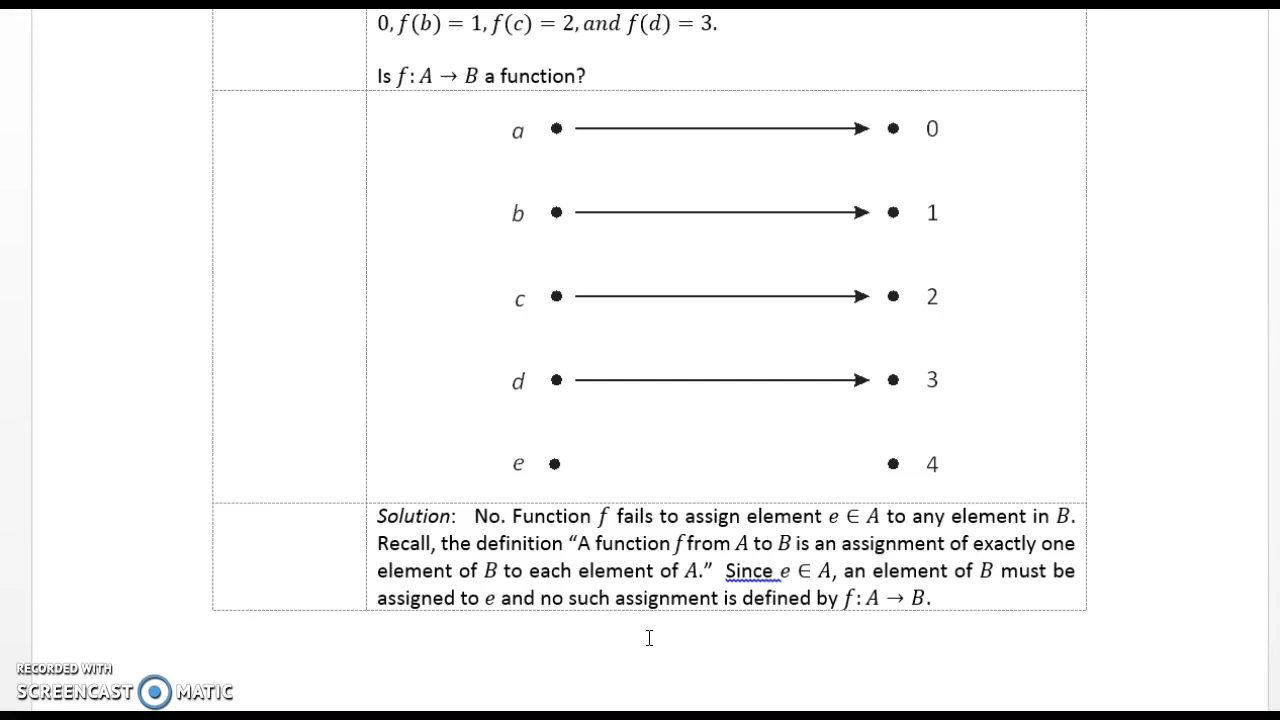 0, f(b) = 1, f(c) = 2, and f(d) = 3.
Is f: A → B a function?
a 0
b 1
c 2
d 3
e 4
Solution: No. Function f fails to assign element e ∈ A to any element in B.
Recall, the definition “A function f from A to B is an assignment of exactly one
element of B to each element of A.” Since e ∈ A, an element of B must be
assigned to e and no such assignment is defined by f: A → B.
RECORDED WITH
SCREENCAST MATIC